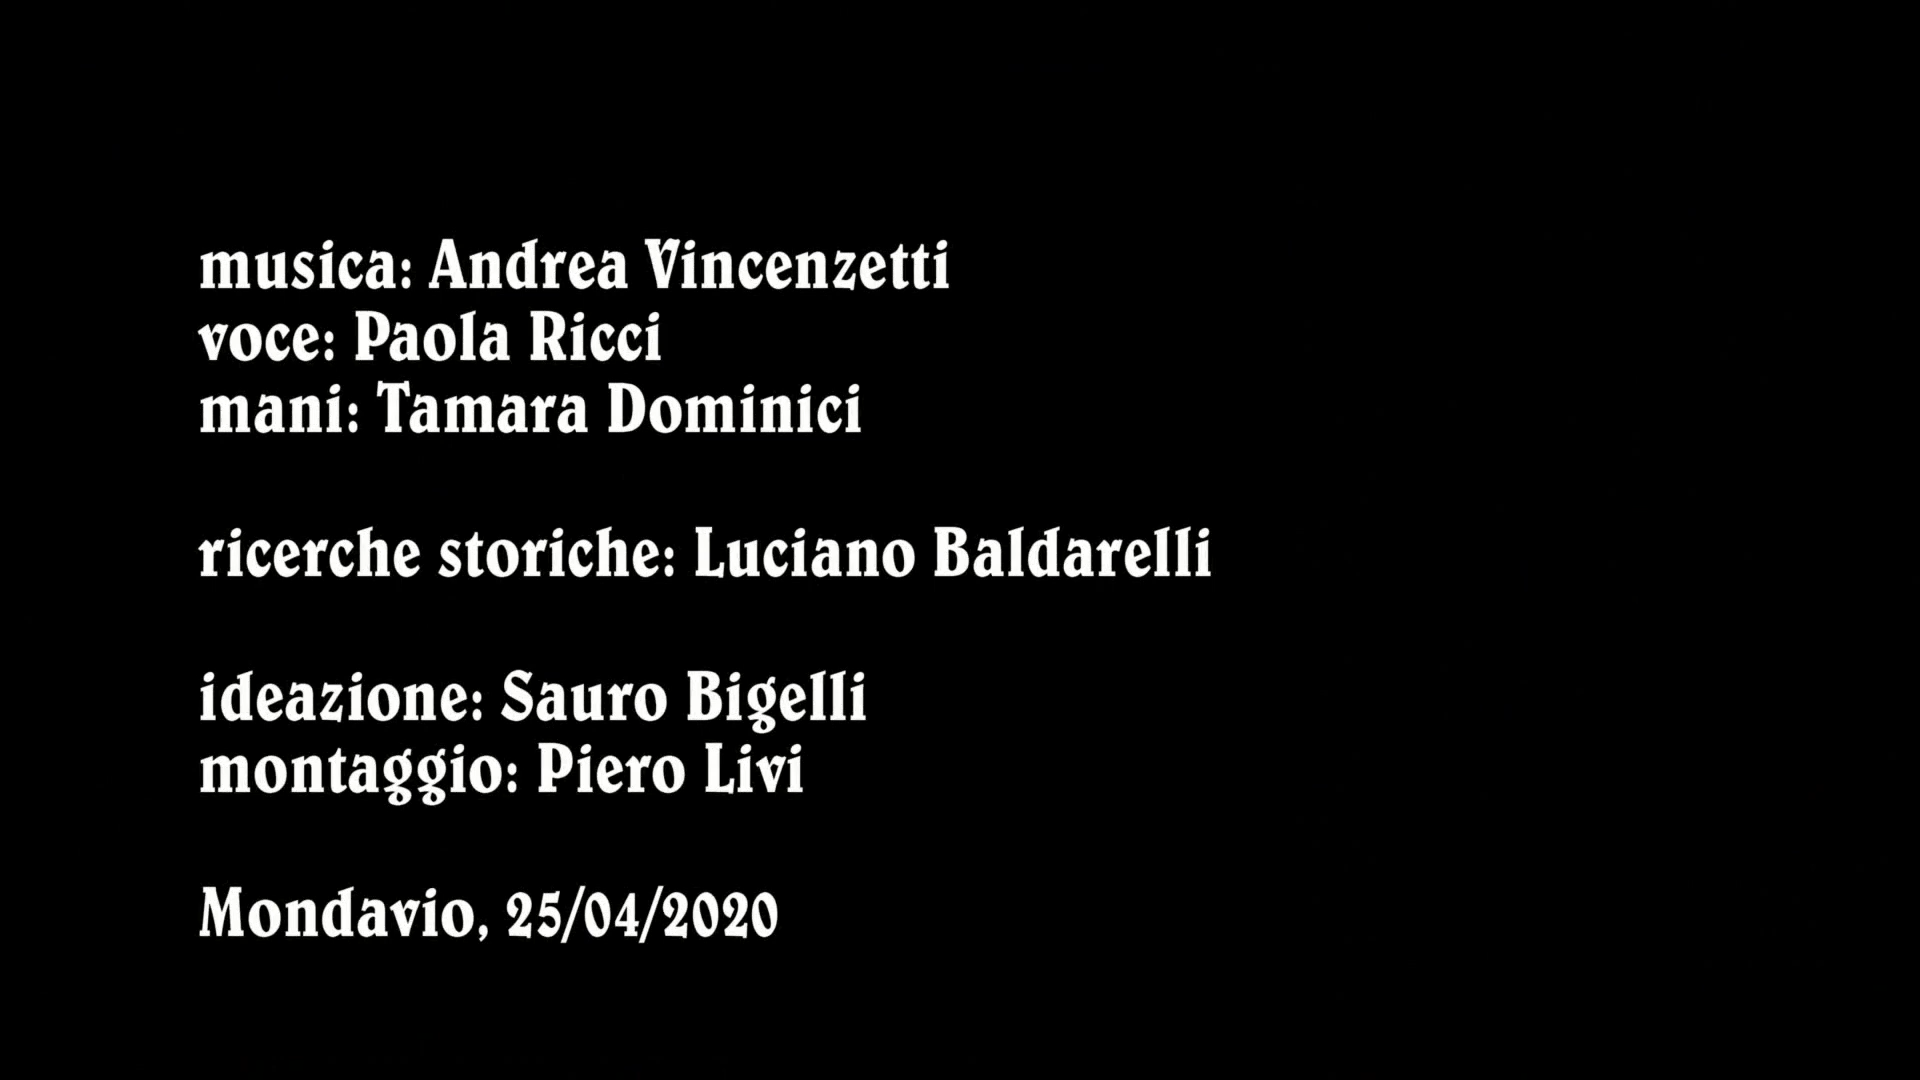 musica: Andrea Vincenzetti
voce: Paola Ricci
mani: Tamara Dominici
ricerche storiche: Luciano Baldarelli
ideazione: Sauro Bigelli
montaggio: Piero Livi
Mondavio, 25/04/2020